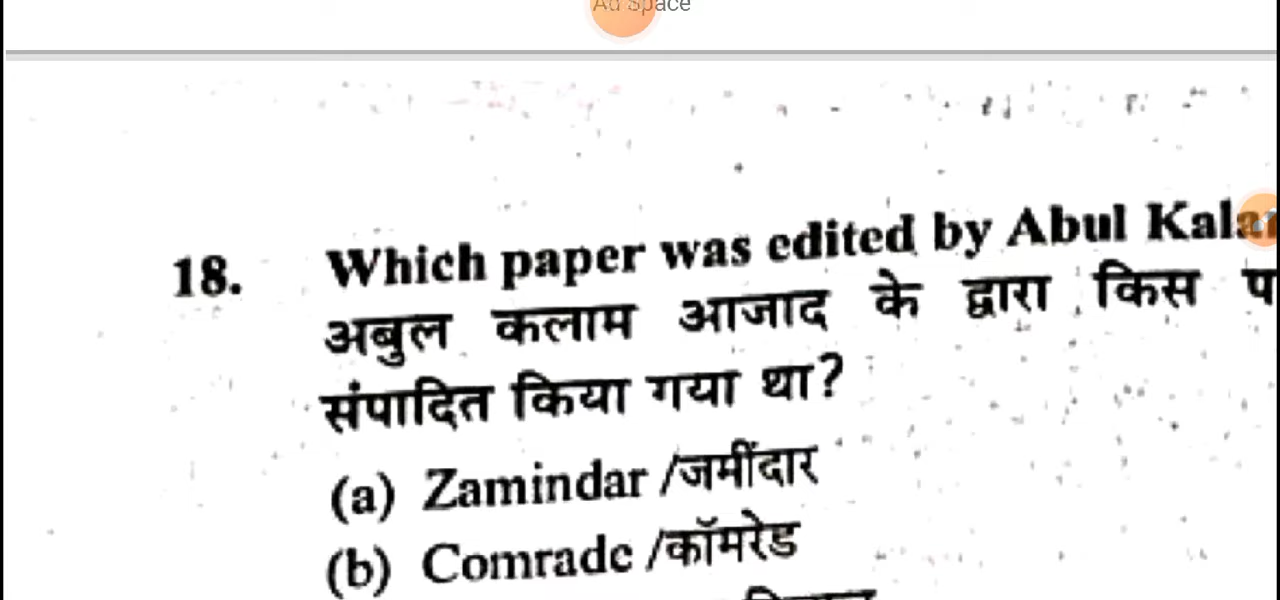 Ad Space
18. Which paper was edited by Abul Kala
अबुल कलाम आजाद के द्वारा किस प
संपादित किया गया था?
(a) Zamindar /जमींदार
(b) Comrade /कॉमरेड